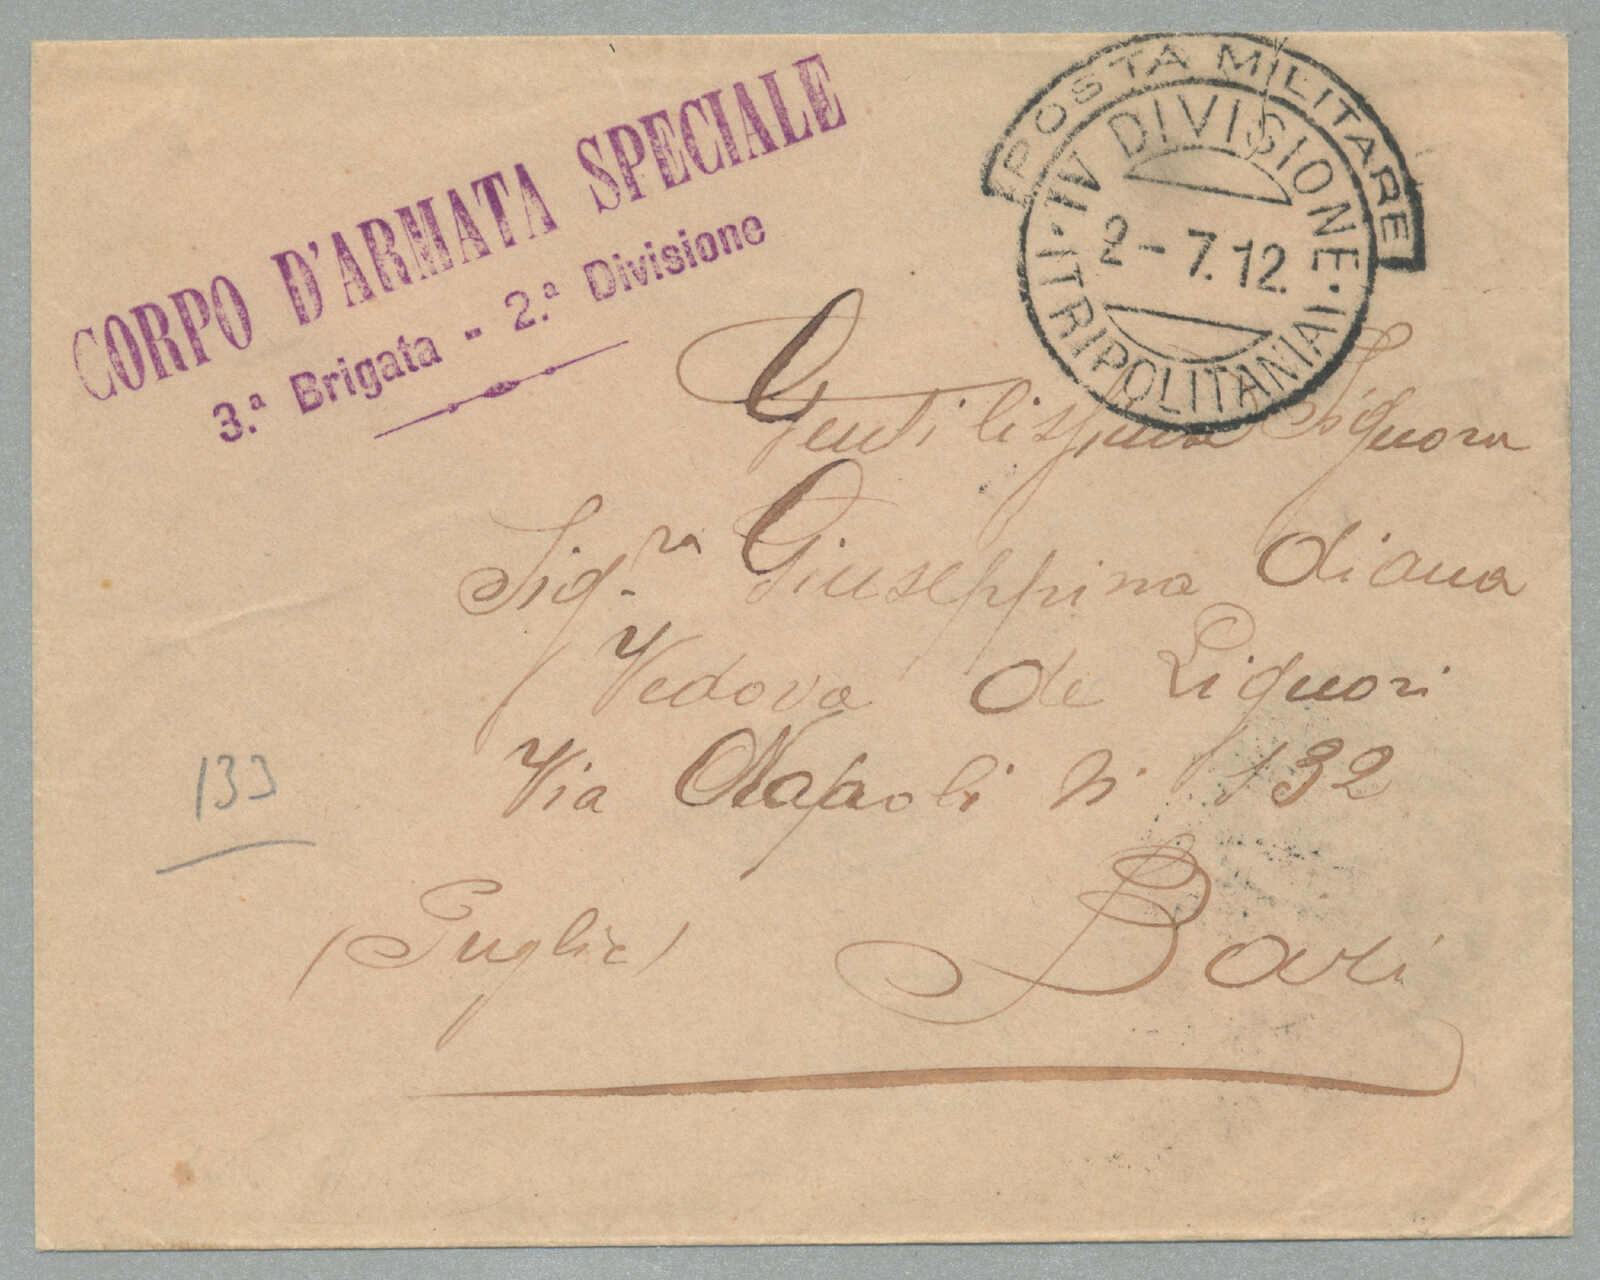 CORPO D'ARMATA SPECIALE
3.ª Brigata - 2.ª Divisione
POSTA MILITARE
IV DIVISIONE
2-7.12.
(TRIPOLITANIA)
Gentilissima Signora
Sig.ra Giuseppina Diana
Vedova de Liguori
Via Napoli N. 132
133
(Puglie) Bari